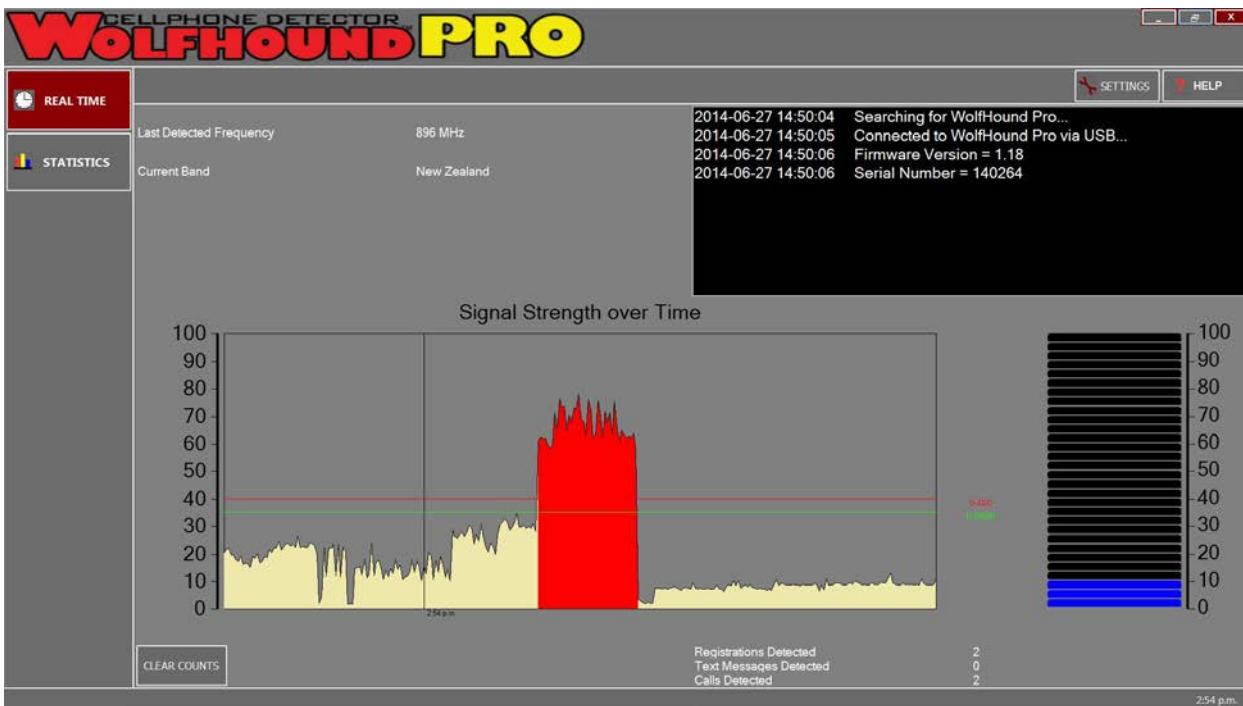 CELLPHONE DETECTOR
WOLFHOUND PRO
REAL TIME
STATISTICS
SETTINGS
HELP
Last Detected Frequency 896 MHz
Current Band New Zealand
2014-06-27 14:50:04 Searching for WolfHound Pro...
2014-06-27 14:50:05 Connected to WolfHound Pro via USB...
2014-06-27 14:50:06 Firmware Version = 1.18
2014-06-27 14:50:06 Serial Number = 140264
Signal Strength over Time
100
90
80
70
60
50
40
30
20
10
0
2:54 p.m.
100
90
80
70
60
50
40
30
20
10
0
CLEAR COUNTS
Registrations Detected 2
Text Messages Detected 0
Calls Detected 2
2:54 p.m.